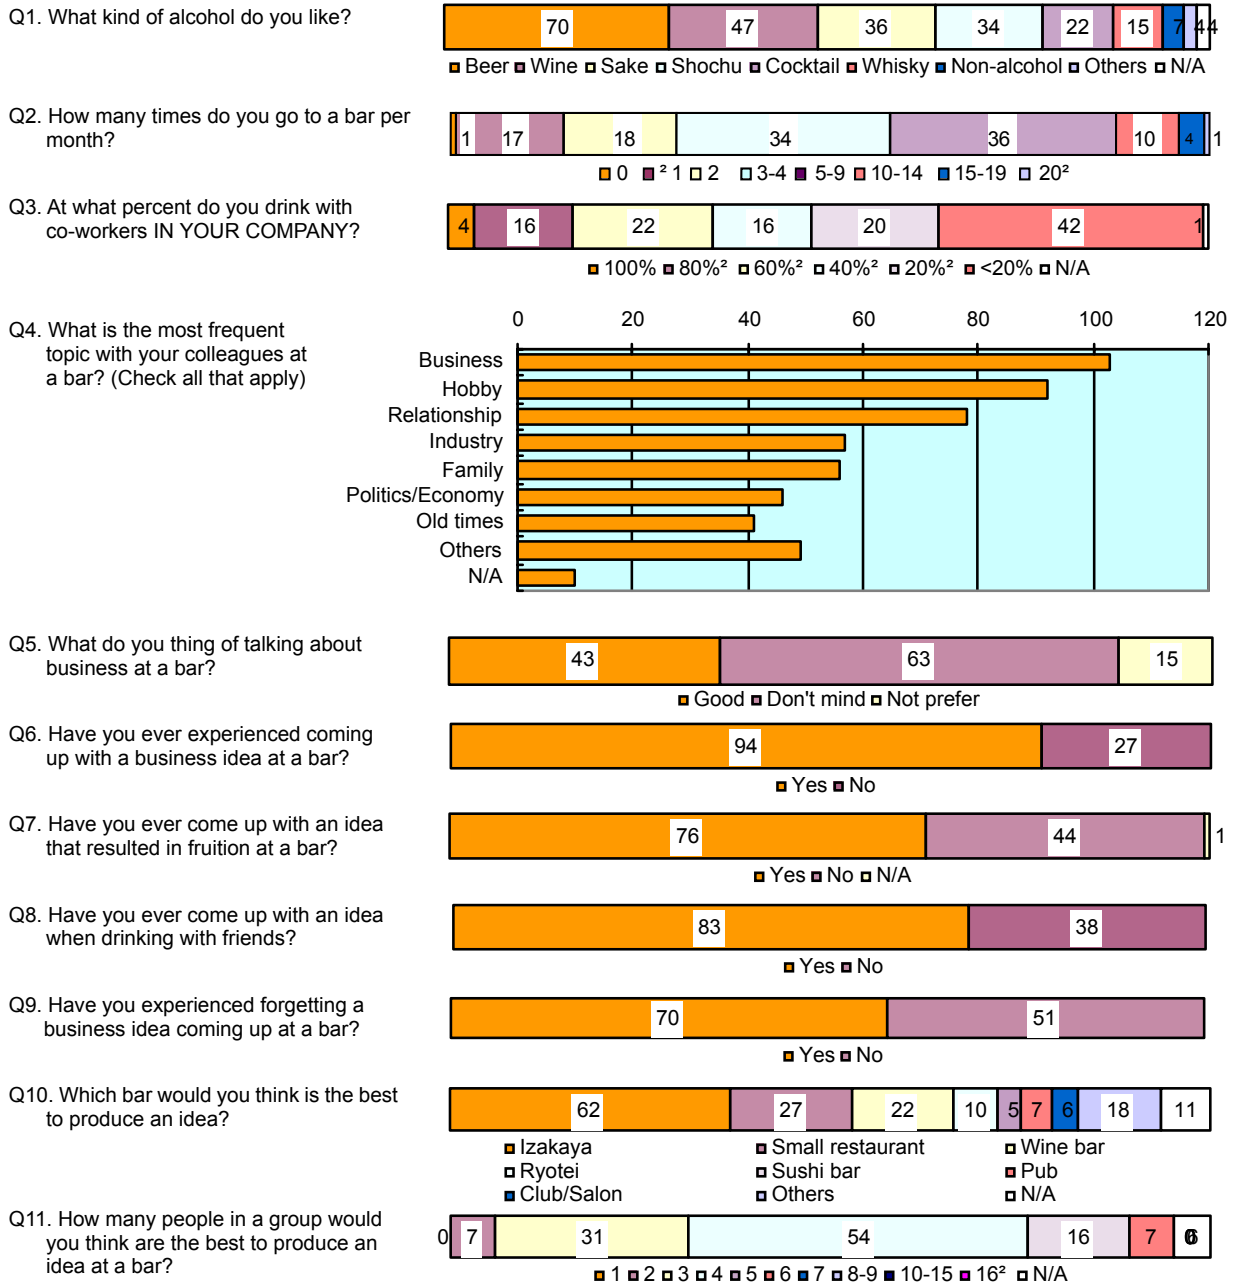 Q1. What kind of alcohol do you like?
70 47 36 34 22 15 7 4 4
Beer Wine Sake Shochu Cocktail Whisky Non-alcohol Others N/A
Q2. How many times do you go to a bar per
month?
1 17 18 34 36 10 4 1
0 ² 1 2 3-4 5-9 10-14 15-19 20²
Q3. At what percent do you drink with
co-workers IN YOUR COMPANY?
4 16 22 16 20 42 1
100% 80%² 60%² 40%² 20%² <20% N/A
Q4. What is the most frequent
topic with your colleagues at
a bar? (Check all that apply)
0 20 40 60 80 100 120
Business
Hobby
Relationship
Industry
Family
Politics/Economy
Old times
Others
N/A
Q5. What do you thing of talking about
business at a bar?
43 63 15
Good Don't mind Not prefer
Q6. Have you ever experienced coming
up with a business idea at a bar?
94 27
Yes No
Q7. Have you ever come up with an idea
that resulted in fruition at a bar?
76 44 1
Yes No N/A
Q8. Have you ever come up with an idea
when drinking with friends?
83 38
Yes No
Q9. Have you experienced forgetting a
business idea coming up at a bar?
70 51
Yes No
Q10. Which bar would you think is the best
to produce an idea?
62 27 22 10 5 7 6 18 11
Izakaya Small restaurant Wine bar
Ryotei Sushi bar Pub
Club/Salon Others N/A
Q11. How many people in a group would
you think are the best to produce an
idea at a bar?
0 7 31 54 16 7 6
1 2 3 4 5 6 7 8-9 10-15 16² N/A